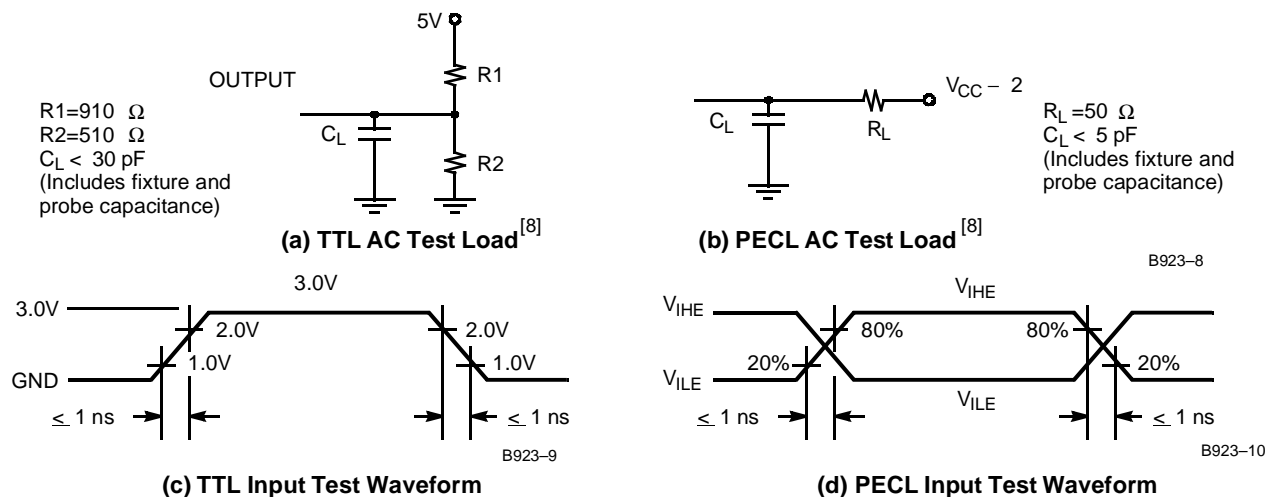 5V
OUTPUT
R1
R1=910 Ω
R2=510 Ω
C_L < 30 pF
(Includes fixture and
probe capacitance)
C_L
R2
(a) TTL AC Test Load[8]
V_CC − 2
C_L
R_L
R_L=50 Ω
C_L < 5 pF
(Includes fixture and
probe capacitance)
(b) PECL AC Test Load[8]
B923–8
3.0V
3.0V
2.0V
2.0V
1.0V
1.0V
GND
≤ 1 ns
≤ 1 ns
B923–9
(c) TTL Input Test Waveform
V_IHE
V_IHE
80%
80%
20%
20%
V_ILE
V_ILE
≤ 1 ns
≤ 1 ns
B923–10
(d) PECL Input Test Waveform